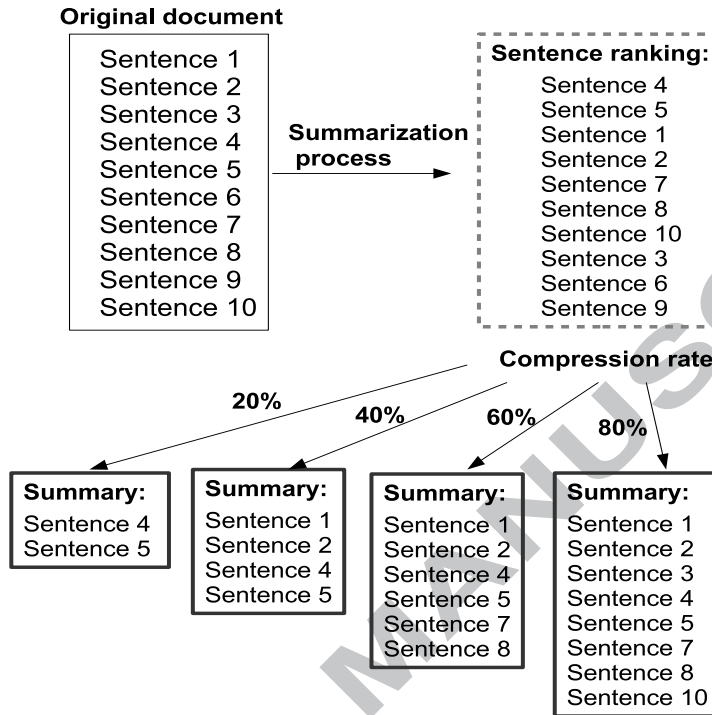 Original document
Sentence 1
Sentence 2
Sentence 3
Sentence 4
Sentence 5
Sentence 6
Sentence 7
Sentence 8
Sentence 9
Sentence 10
Summarization
process
Sentence ranking:
Sentence 4
Sentence 5
Sentence 1
Sentence 2
Sentence 7
Sentence 8
Sentence 10
Sentence 3
Sentence 6
Sentence 9
Compression rate
20%
40%
60%
80%
Summary:
Sentence 4
Sentence 5
Summary:
Sentence 1
Sentence 2
Sentence 4
Sentence 5
Summary:
Sentence 1
Sentence 2
Sentence 4
Sentence 5
Sentence 7
Sentence 8
Summary:
Sentence 1
Sentence 2
Sentence 3
Sentence 4
Sentence 5
Sentence 7
Sentence 8
Sentence 10
MANUSC